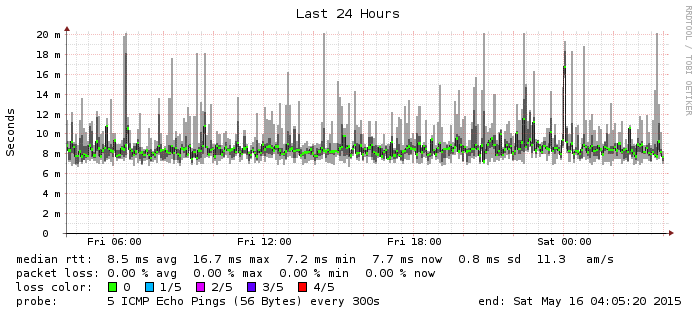 Last 24 Hours
RRDTOOL / TOBI OETIKER
Seconds
20 m
18 m
16 m
14 m
12 m
10 m
8 m
6 m
4 m
2 m
0
Fri 06:00 Fri 12:00 Fri 18:00 Sat 00:00
median rtt: 8.5 ms avg 16.7 ms max 7.2 ms min 7.7 ms now 0.8 ms sd 11.3 am/s
packet loss: 0.00 % avg 0.00 % max 0.00 % min 0.00 % now
loss color: 0 1/5 2/5 3/5 4/5
probe: 5 ICMP Echo Pings (56 Bytes) every 300s end: Sat May 16 04:05:20 2015